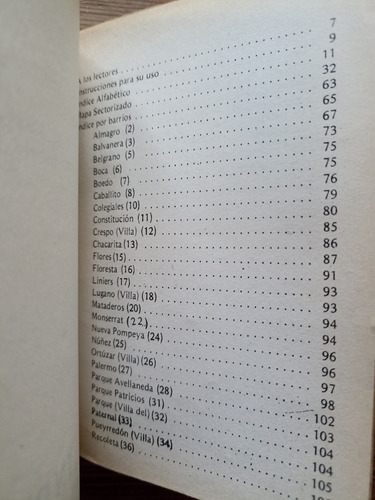 A los lectores . . . . . 7
Instrucciones para su uso . . . . . 9
Indice Alfabético . . . . . 11
Mapa Sectorizado . . . . . 32
Indice por barrios . . . . . 63
Almagro (2) . . . . . 65
Balvanera (3) . . . . . 67
Belgrano (5) . . . . . 73
Boca (6) . . . . . 75
Boedo (7) . . . . . 75
Caballito (8) . . . . . 76
Colegiales (10) . . . . . 79
Constitución (11) . . . . . 80
Crespo (Villa) (12) . . . . . 85
Chacarita (13) . . . . . 86
Flores (15) . . . . . 87
Floresta (16) . . . . . 91
Liniers (17) . . . . . 93
Lugano (Villa) (18) . . . . . 93
Mataderos (20) . . . . . 94
Monserrat (22) . . . . . 94
Nueva Pompeya (24) . . . . . 96
Núñez (25) . . . . . 96
Ortúzar (Villa) (26) . . . . . 97
Palermo (27) . . . . . 98
Parque Avellaneda (28) . . . . . 102
Parque Patricios (31) . . . . . 103
Parque (Villa del) (32) . . . . . 104
Paternal (33) . . . . . 104
Pueyrredón (Villa) (34) . . . . . 105
Recoleta (36) . . . . .